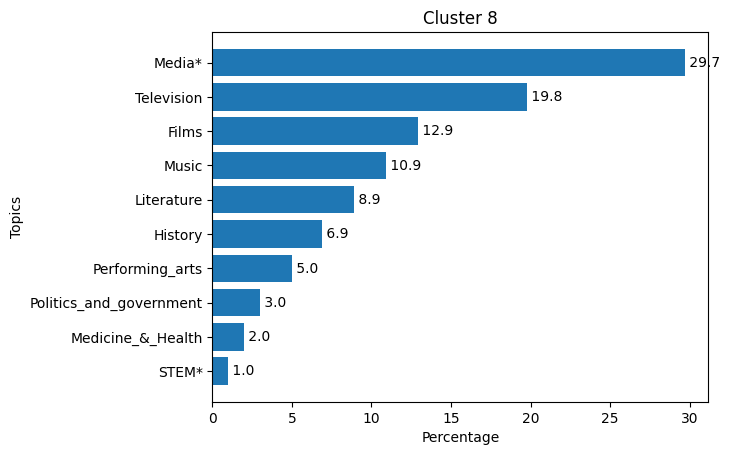 Cluster 8
Topics
Media* 29.7
Television 19.8
Films 12.9
Music 10.9
Literature 8.9
History 6.9
Performing_arts 5.0
Politics_and_government 3.0
Medicine_&_Health 2.0
STEM* 1.0
0 5 10 15 20 25 30
Percentage